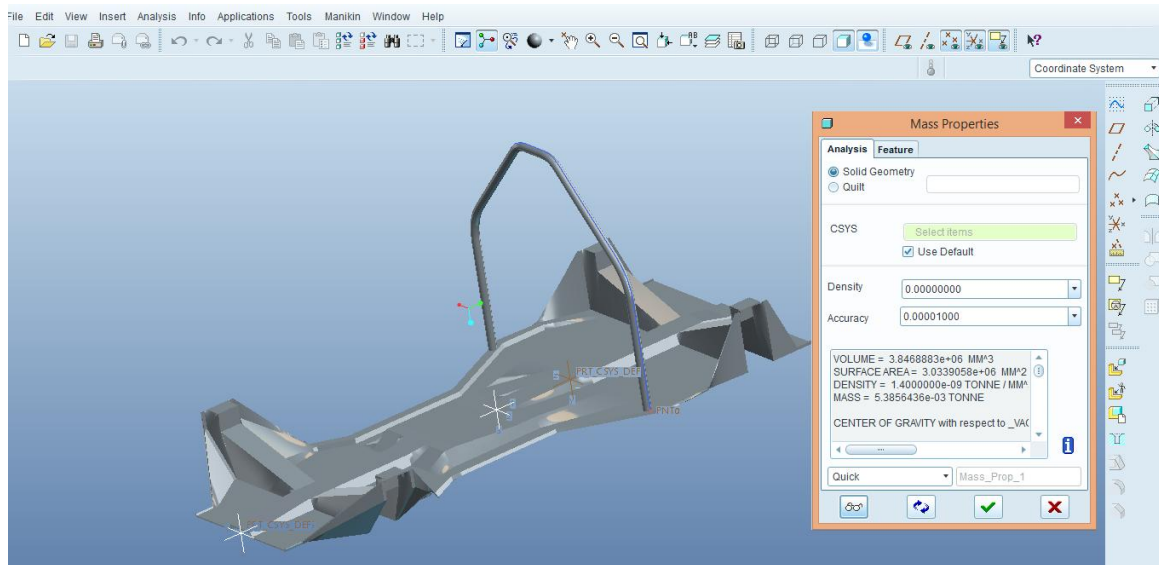 File Edit View Insert Analysis Info Applications Tools Manikin Window Help
Coordinate System
Mass Properties
Analysis Feature
Solid Geometry
Quilt
CSYS
Select items
Use Default
Density
0.00000000
Accuracy
0.00001000
VOLUME = 3.8468883e+06 MM^3
SURFACE AREA = 3.0339058e+06 MM^2
DENSITY = 1.4000000e-09 TONNE / MM^
MASS = 5.3856436e-03 TONNE
CENTER OF GRAVITY with respect to _VAC
Quick
Mass_Prop_1
PRT_CSYS_DEF
PNT0
PRT_CSYS_DEF